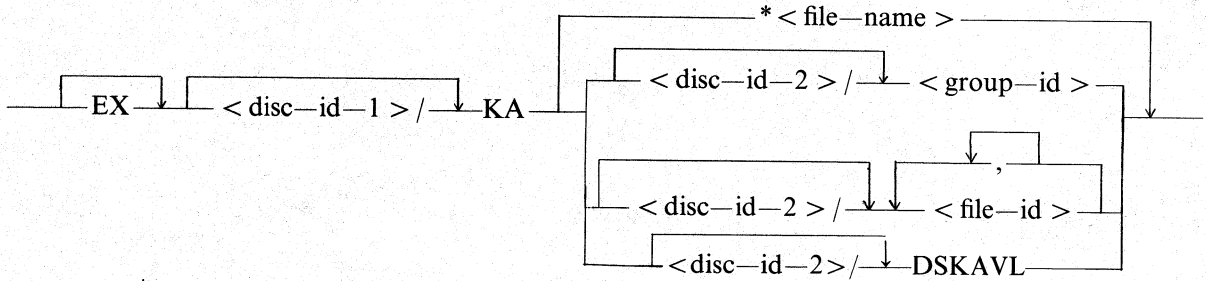 *< file—name >
< disc—id—2 >/ < group—id >
EX < disc—id—1 >/ KA
,
< disc—id—2 >/ < file—id >
<disc—id—2>/ DSKAVL